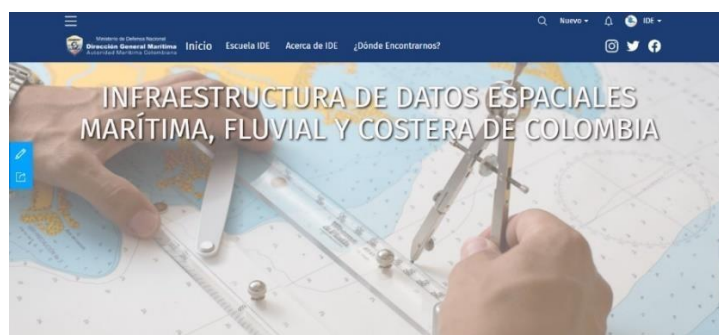 Nuevo
IDE
Ministerio de Defensa Nacional
Dirección General Marítima
Autoridad Marítima Colombiana
Inicio
Escuela IDE
Acerca de IDE
¿Dónde Encontrarnos?
INFRAESTRUCTURA DE DATOS ESPACIALES
MARÍTIMA, FLUVIAL Y COSTERA DE COLOMBIA